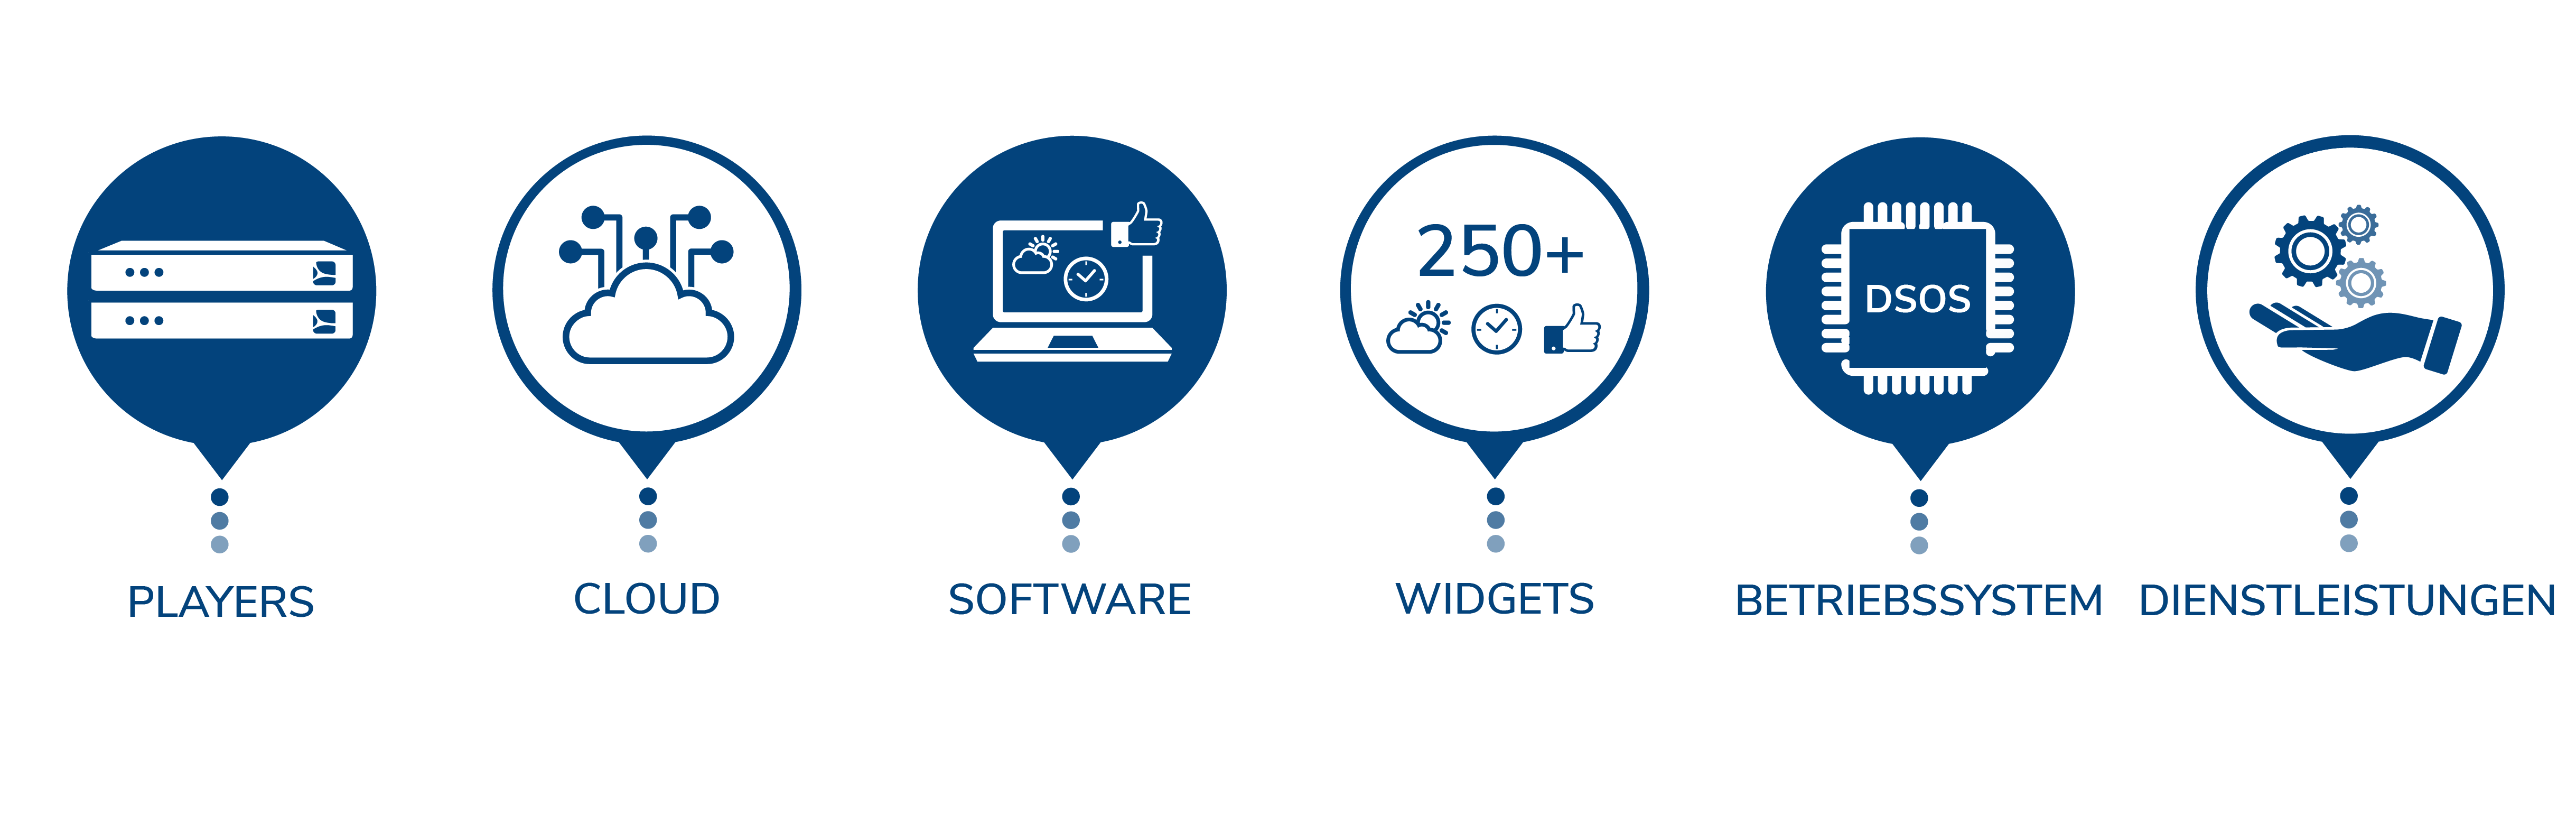 250+
DSOS
PLAYERS
CLOUD
SOFTWARE
WIDGETS
BETRIEBSSYSTEM
DIENSTLEISTUNGEN